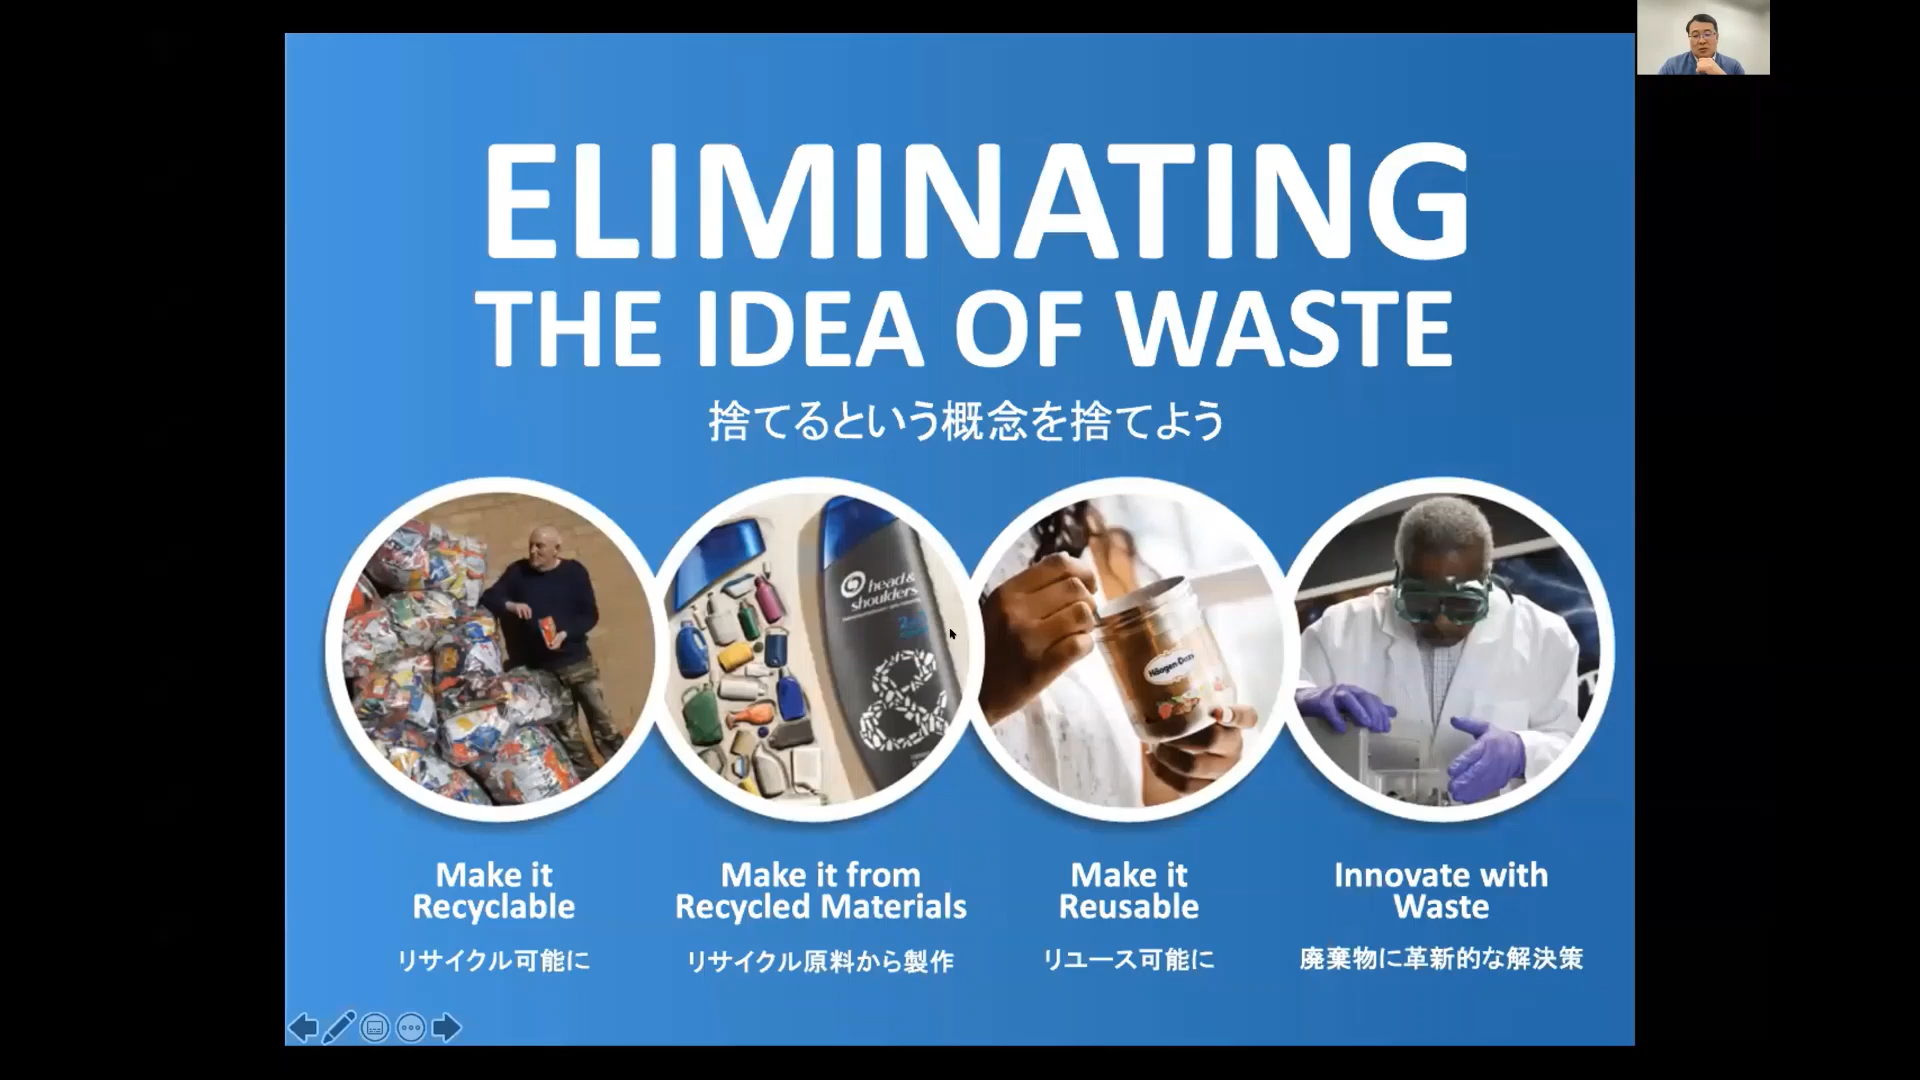 ELIMINATING
THE IDEA OF WASTE
捨てるという概念を捨てよう
head&
shoulders
Häagen-Dazs
Make it
Recyclable
Make it from
Recycled Materials
Make it
Reusable
Innovate with
Waste
リサイクル可能に
リサイクル原料から製作
リユース可能に
廃棄物に革新的な解決策